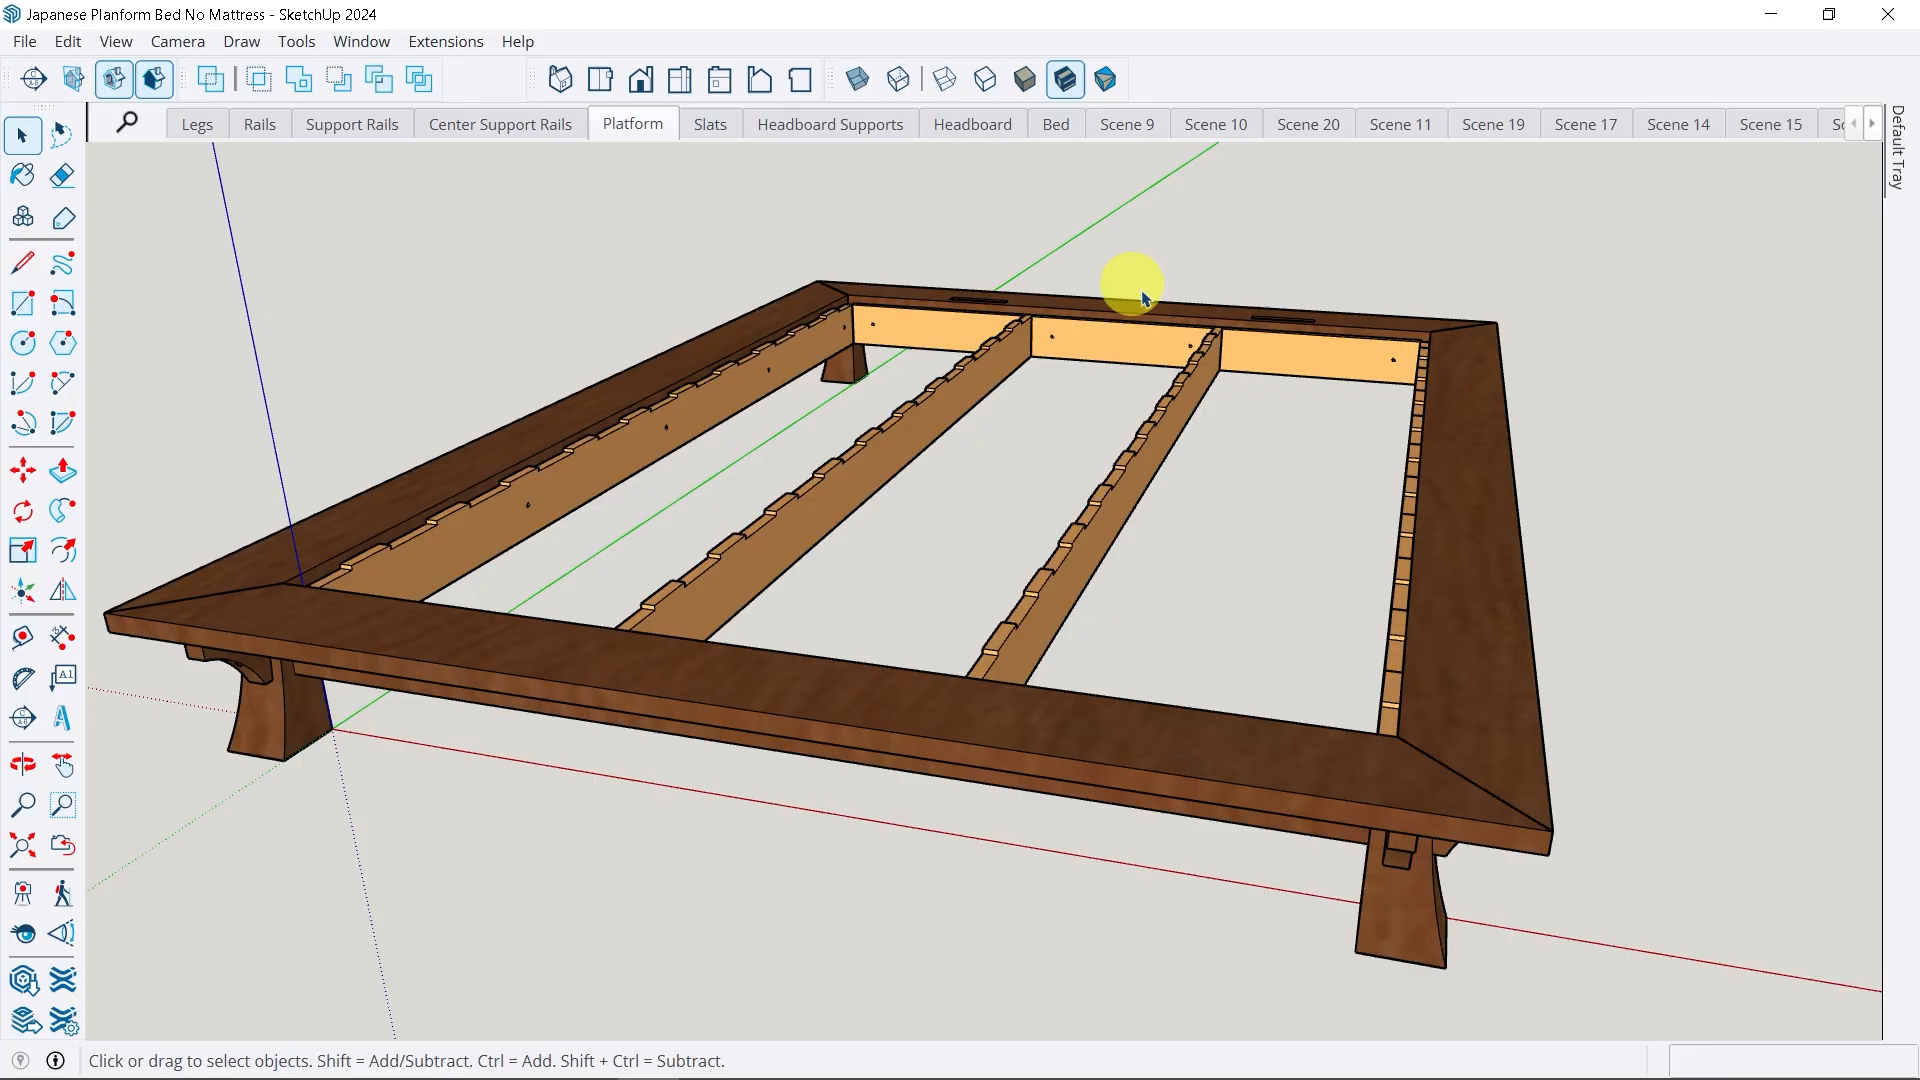 Japanese Planform Bed No Mattress - SketchUp 2024
File Edit View Camera Draw Tools Window Extensions Help
Legs Rails Support Rails Center Support Rails Platform Slats Headboard Supports Headboard Bed Scene 9 Scene 10 Scene 20 Scene 11 Scene 19 Scene 17 Scene 14 Scene 15 Sc
Default Tray
A1
Click or drag to select objects. Shift = Add/Subtract. Ctrl = Add. Shift + Ctrl = Subtract.